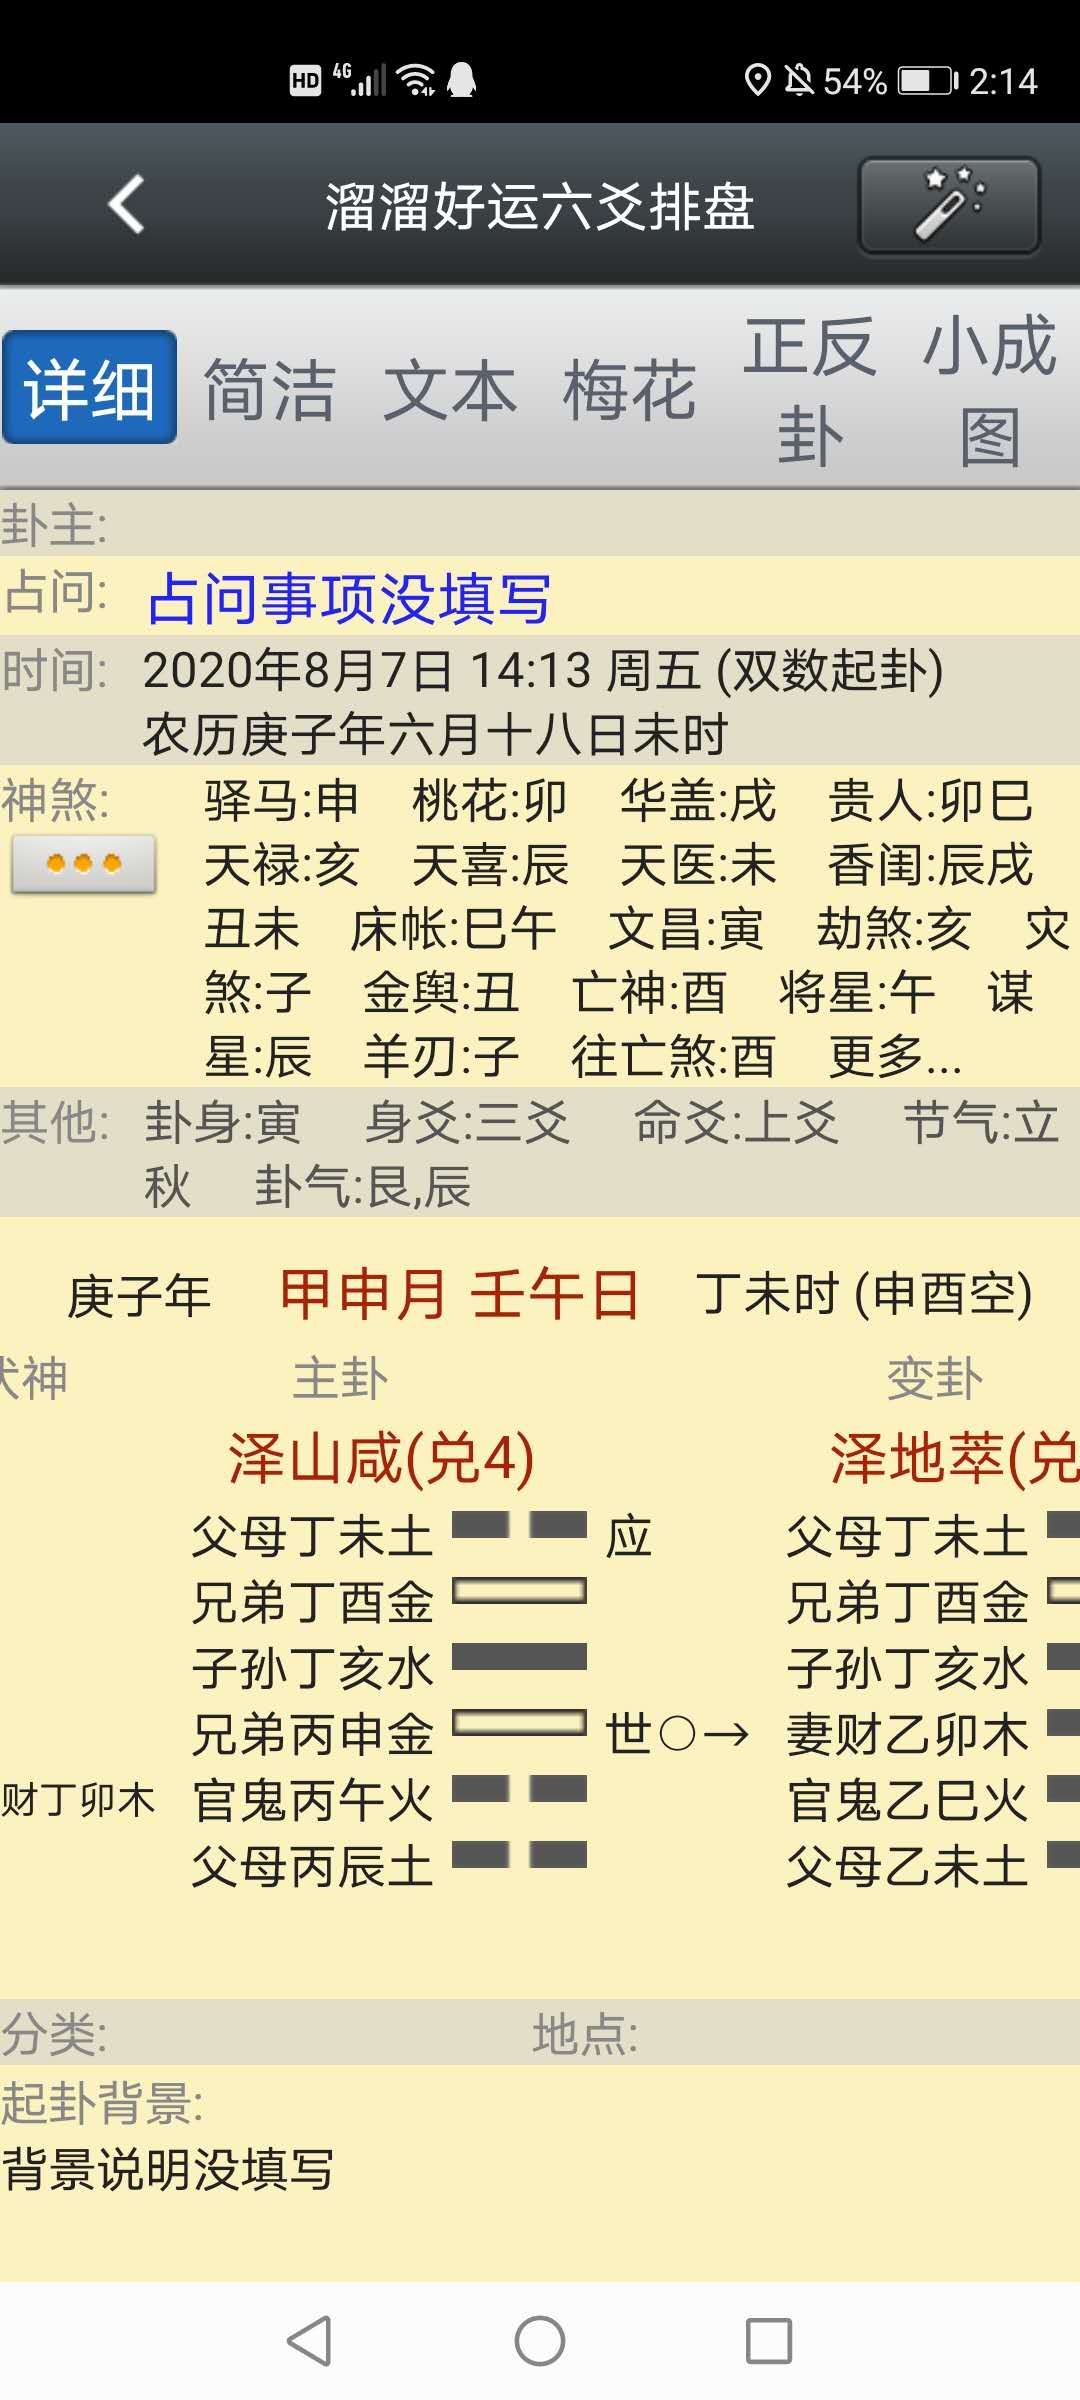 HD 4G 54% 2:14
溜溜好运六爻排盘
详细 简洁 文本 梅花 正反卦 小成图
卦主:
占问: 占问事项没填写
时间: 2020年8月7日 14:13 周五 (双数起卦)
农历庚子年六月十八日未时
神煞: 驿马:申 桃花:卯 华盖:戌 贵人:卯巳
天禄:亥 天喜:辰 天医:未 香闺:辰戌
丑未 床帐:巳午 文昌:寅 劫煞:亥 灾
煞:子 金舆:丑 亡神:酉 将星:午 谋
星:辰 羊刃:子 往亡煞:酉 更多...
其他: 卦身:寅 身爻:三爻 命爻:上爻 节气:立
秋 卦气:艮,辰
庚子年 甲申月 壬午日 丁未时 (申酉空)
伏神 主卦 变卦
泽山咸(兑4) 泽地萃(兑
父母丁未土 应 父母丁未土
兄弟丁酉金 兄弟丁酉金
子孙丁亥水 子孙丁亥水
兄弟丙申金 世○→ 妻财乙卯木
财丁卯木 官鬼丙午火 官鬼乙巳火
父母丙辰土 父母乙未土
分类: 地点:
起卦背景:
背景说明没填写